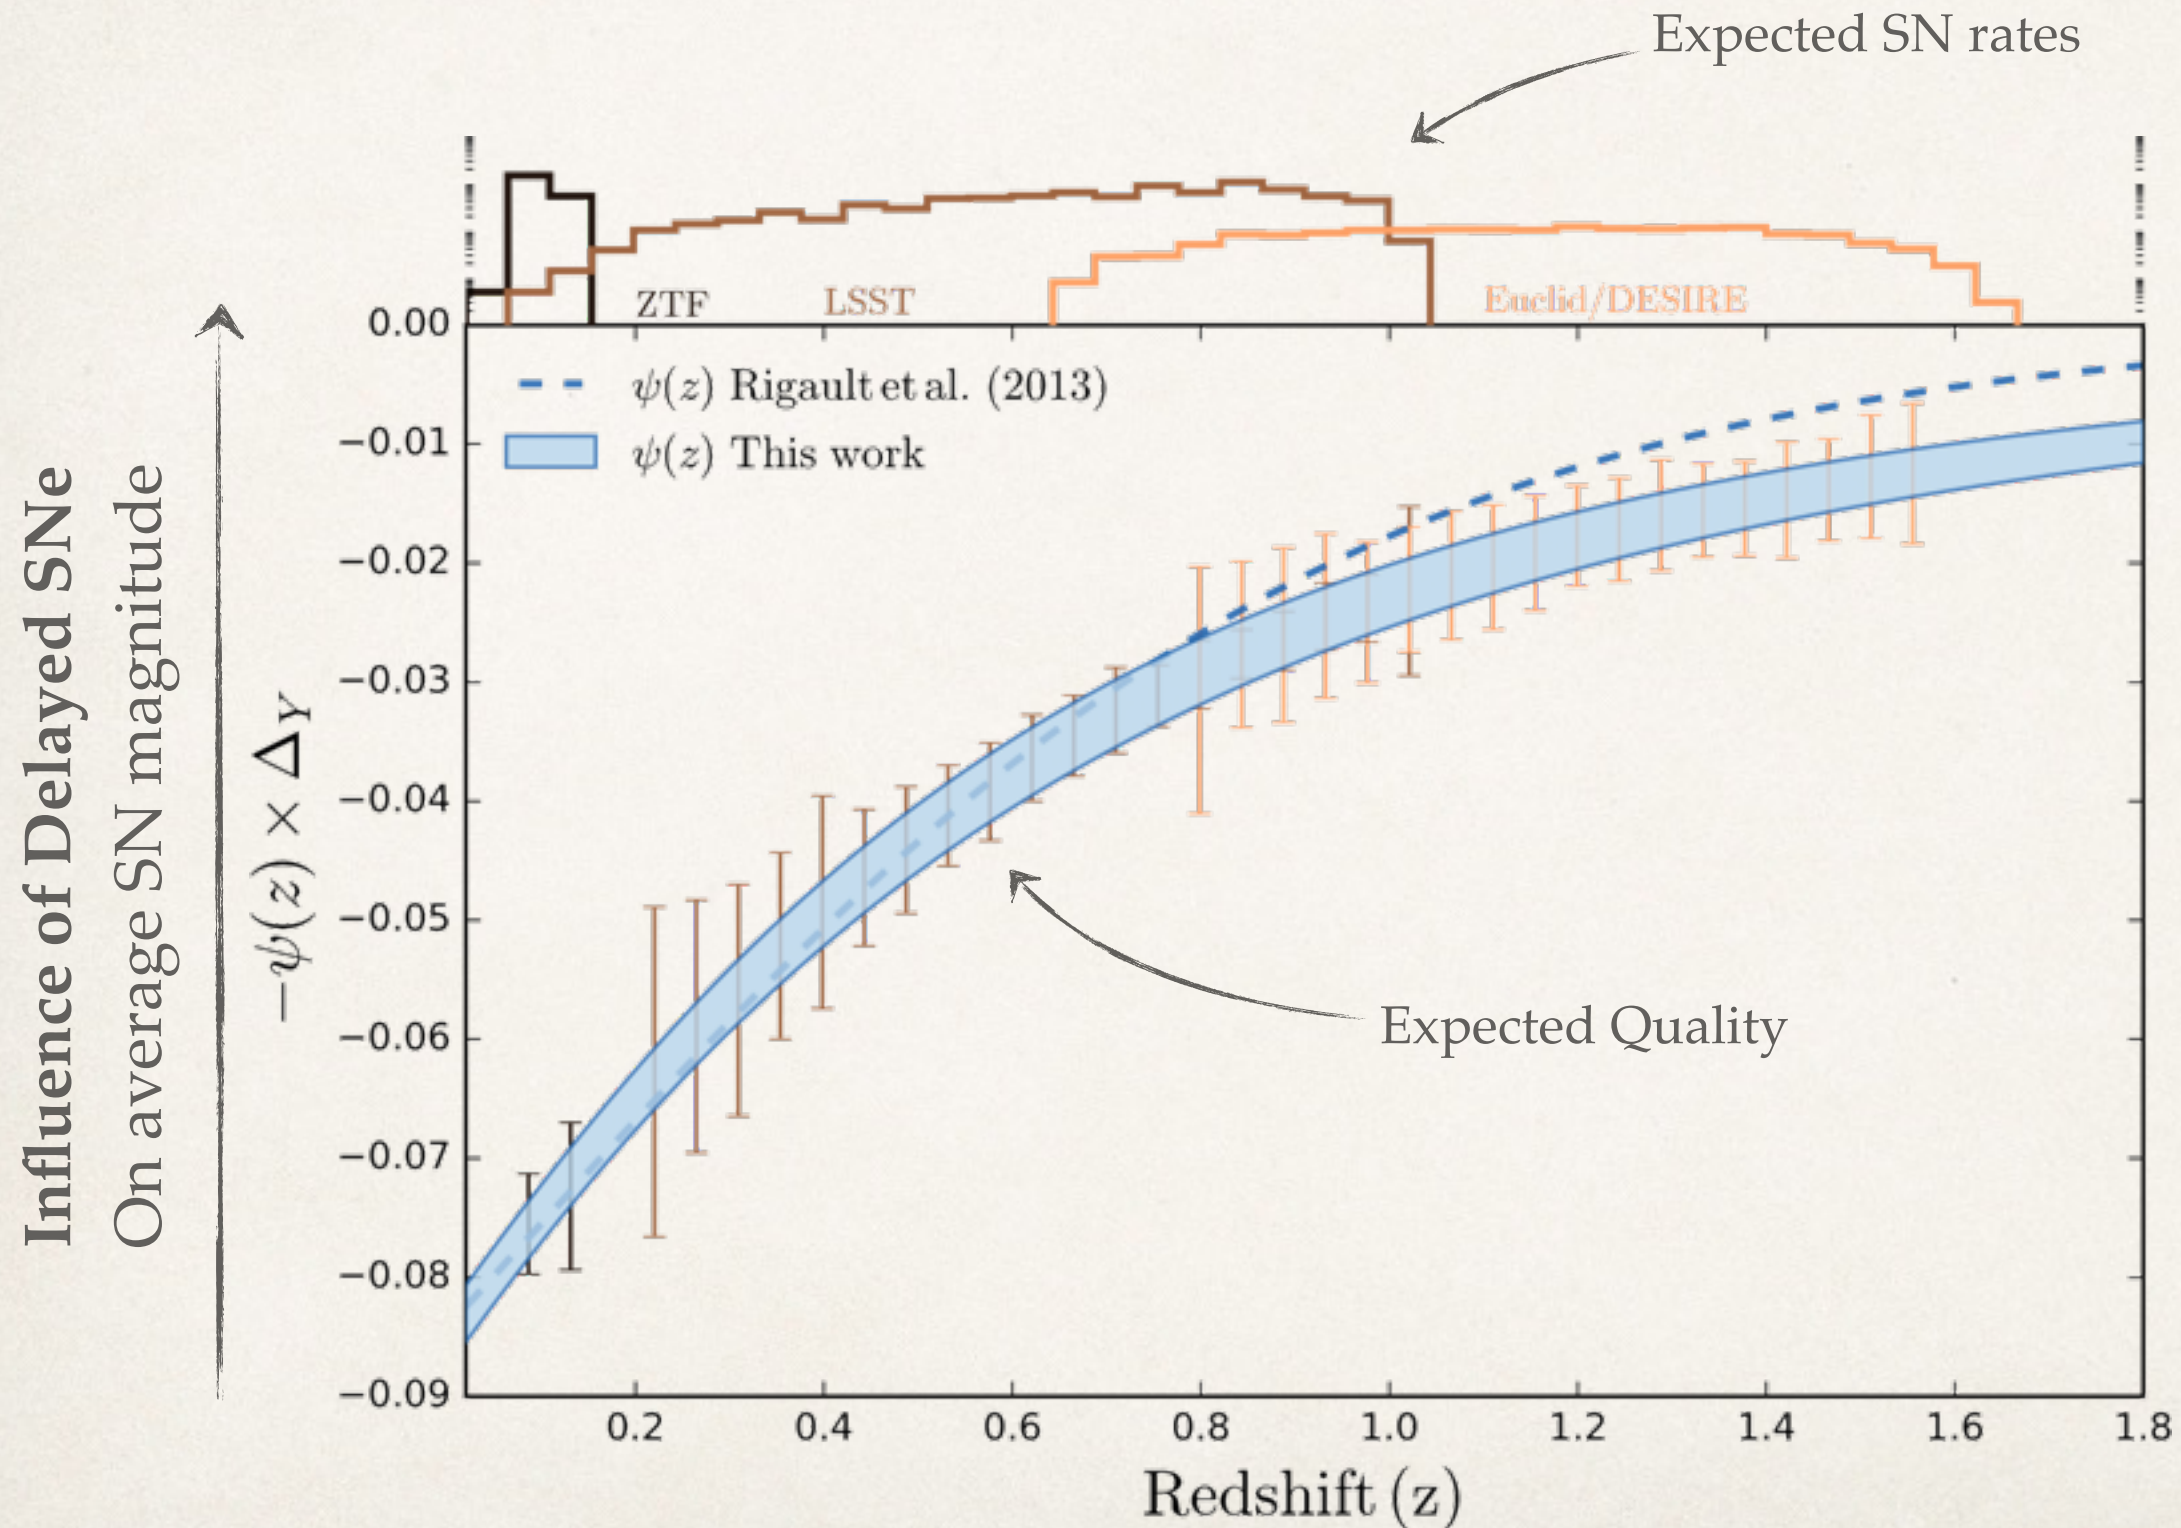 Expected SN rates
ZTF
LSST
Euclid/DESIRE
ψ(z) Rigault et al. (2013)
ψ(z) This work
Influence of Delayed SNe
On average SN magnitude
−ψ(z) × Δ_Y
0.00
−0.01
−0.02
−0.03
−0.04
−0.05
−0.06
−0.07
−0.08
−0.09
Expected Quality
0.2 0.4 0.6 0.8 1.0 1.2 1.4 1.6 1.8
Redshift (z)